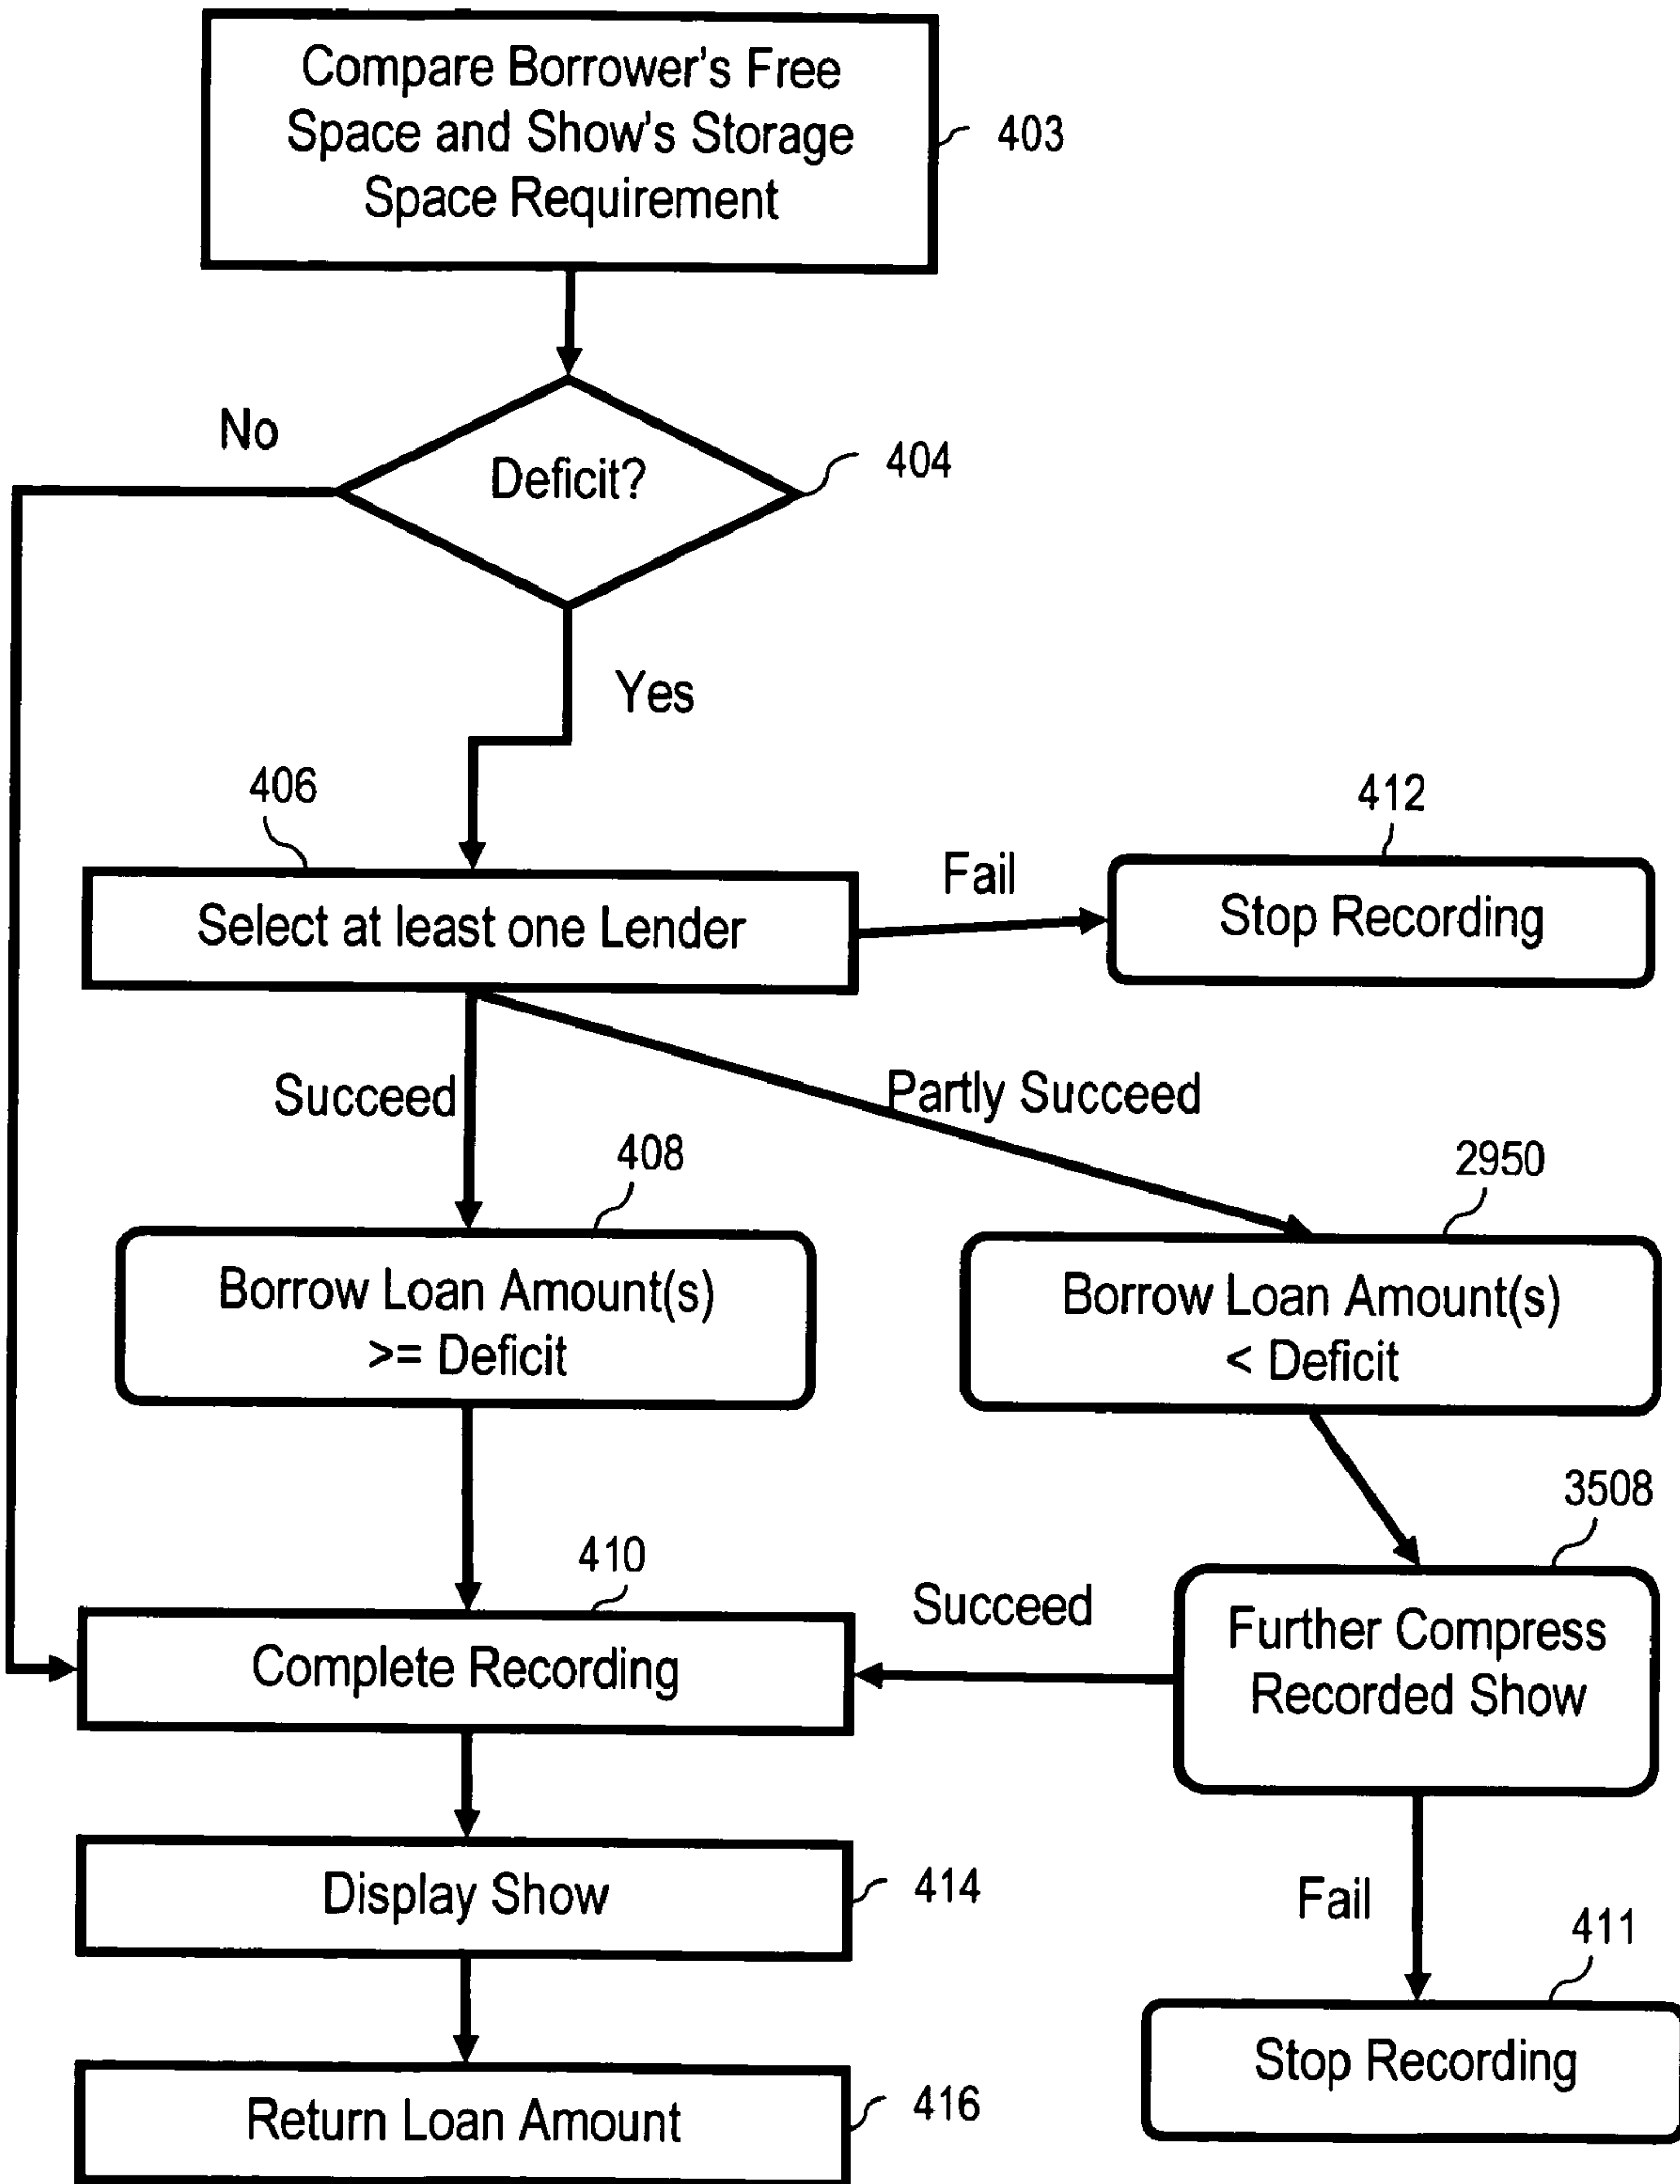 Compare Borrower's Free
Space and Show's Storage
Space Requirement
403
No
Deficit?
404
Yes
406
412
Select at least one Lender
Fail
Stop Recording
Succeed
Partly Succeed
408
2950
Borrow Loan Amount(s)
>= Deficit
Borrow Loan Amount(s)
< Deficit
3508
410
Succeed
Further Compress
Recorded Show
Complete Recording
Display Show
414
Fail
411
Stop Recording
Return Loan Amount
416